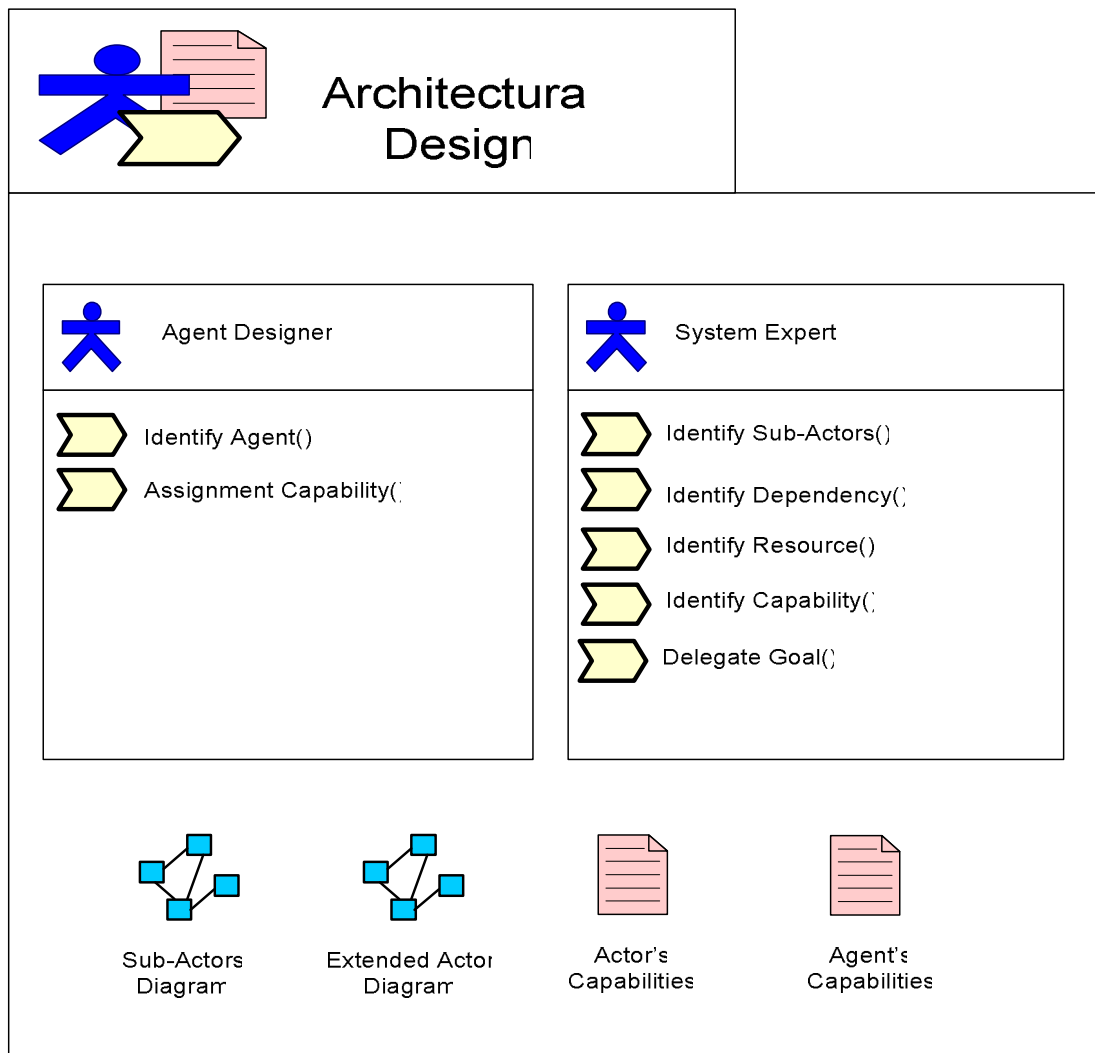 Architectura
Design
Agent Designer
Identify Agent()
Assignment Capability()
System Expert
Identify Sub-Actors()
Identify Dependency()
Identify Resource()
Identify Capability()
Delegate Goal()
Sub-Actors
Diagram
Extended Actor
Diagram
Actor's
Capabilities
Agent's
Capabilities